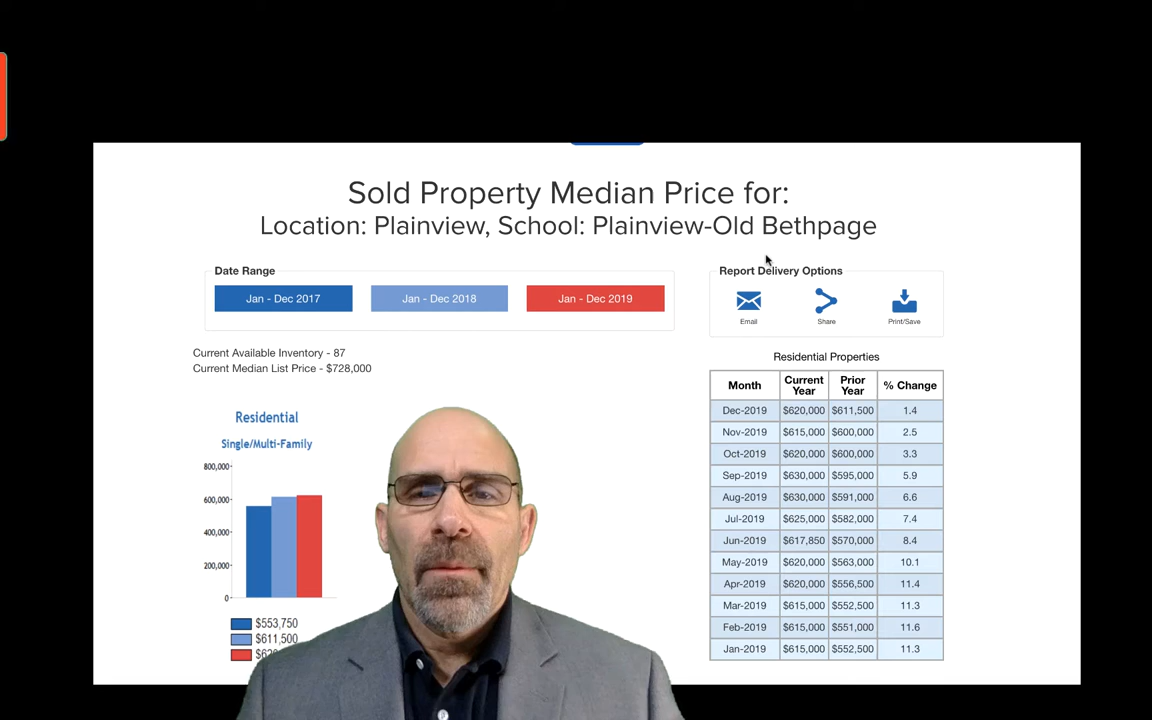 Sold Property Median Price for:
Location: Plainview, School: Plainview-Old Bethpage
Date Range
Jan - Dec 2017 Jan - Dec 2018 Jan - Dec 2019
Report Delivery Options
Email Share Print/Save
Current Available Inventory - 87
Current Median List Price - $728,000
Residential
Single/Multi-Family
800,000
600,000
400,000
200,000
0
$553,750
$611,500
Residential Properties
Month Current Year Prior Year % Change
Dec-2019 $620,000 $611,500 1.4
Nov-2019 $615,000 $600,000 2.5
Oct-2019 $620,000 $600,000 3.3
Sep-2019 $630,000 $595,000 5.9
Aug-2019 $630,000 $591,000 6.6
Jul-2019 $625,000 $582,000 7.4
Jun-2019 $617,850 $570,000 8.4
May-2019 $620,000 $563,000 10.1
Apr-2019 $620,000 $556,500 11.4
Mar-2019 $615,000 $552,500 11.3
Feb-2019 $615,000 $551,000 11.6
Jan-2019 $615,000 $552,500 11.3